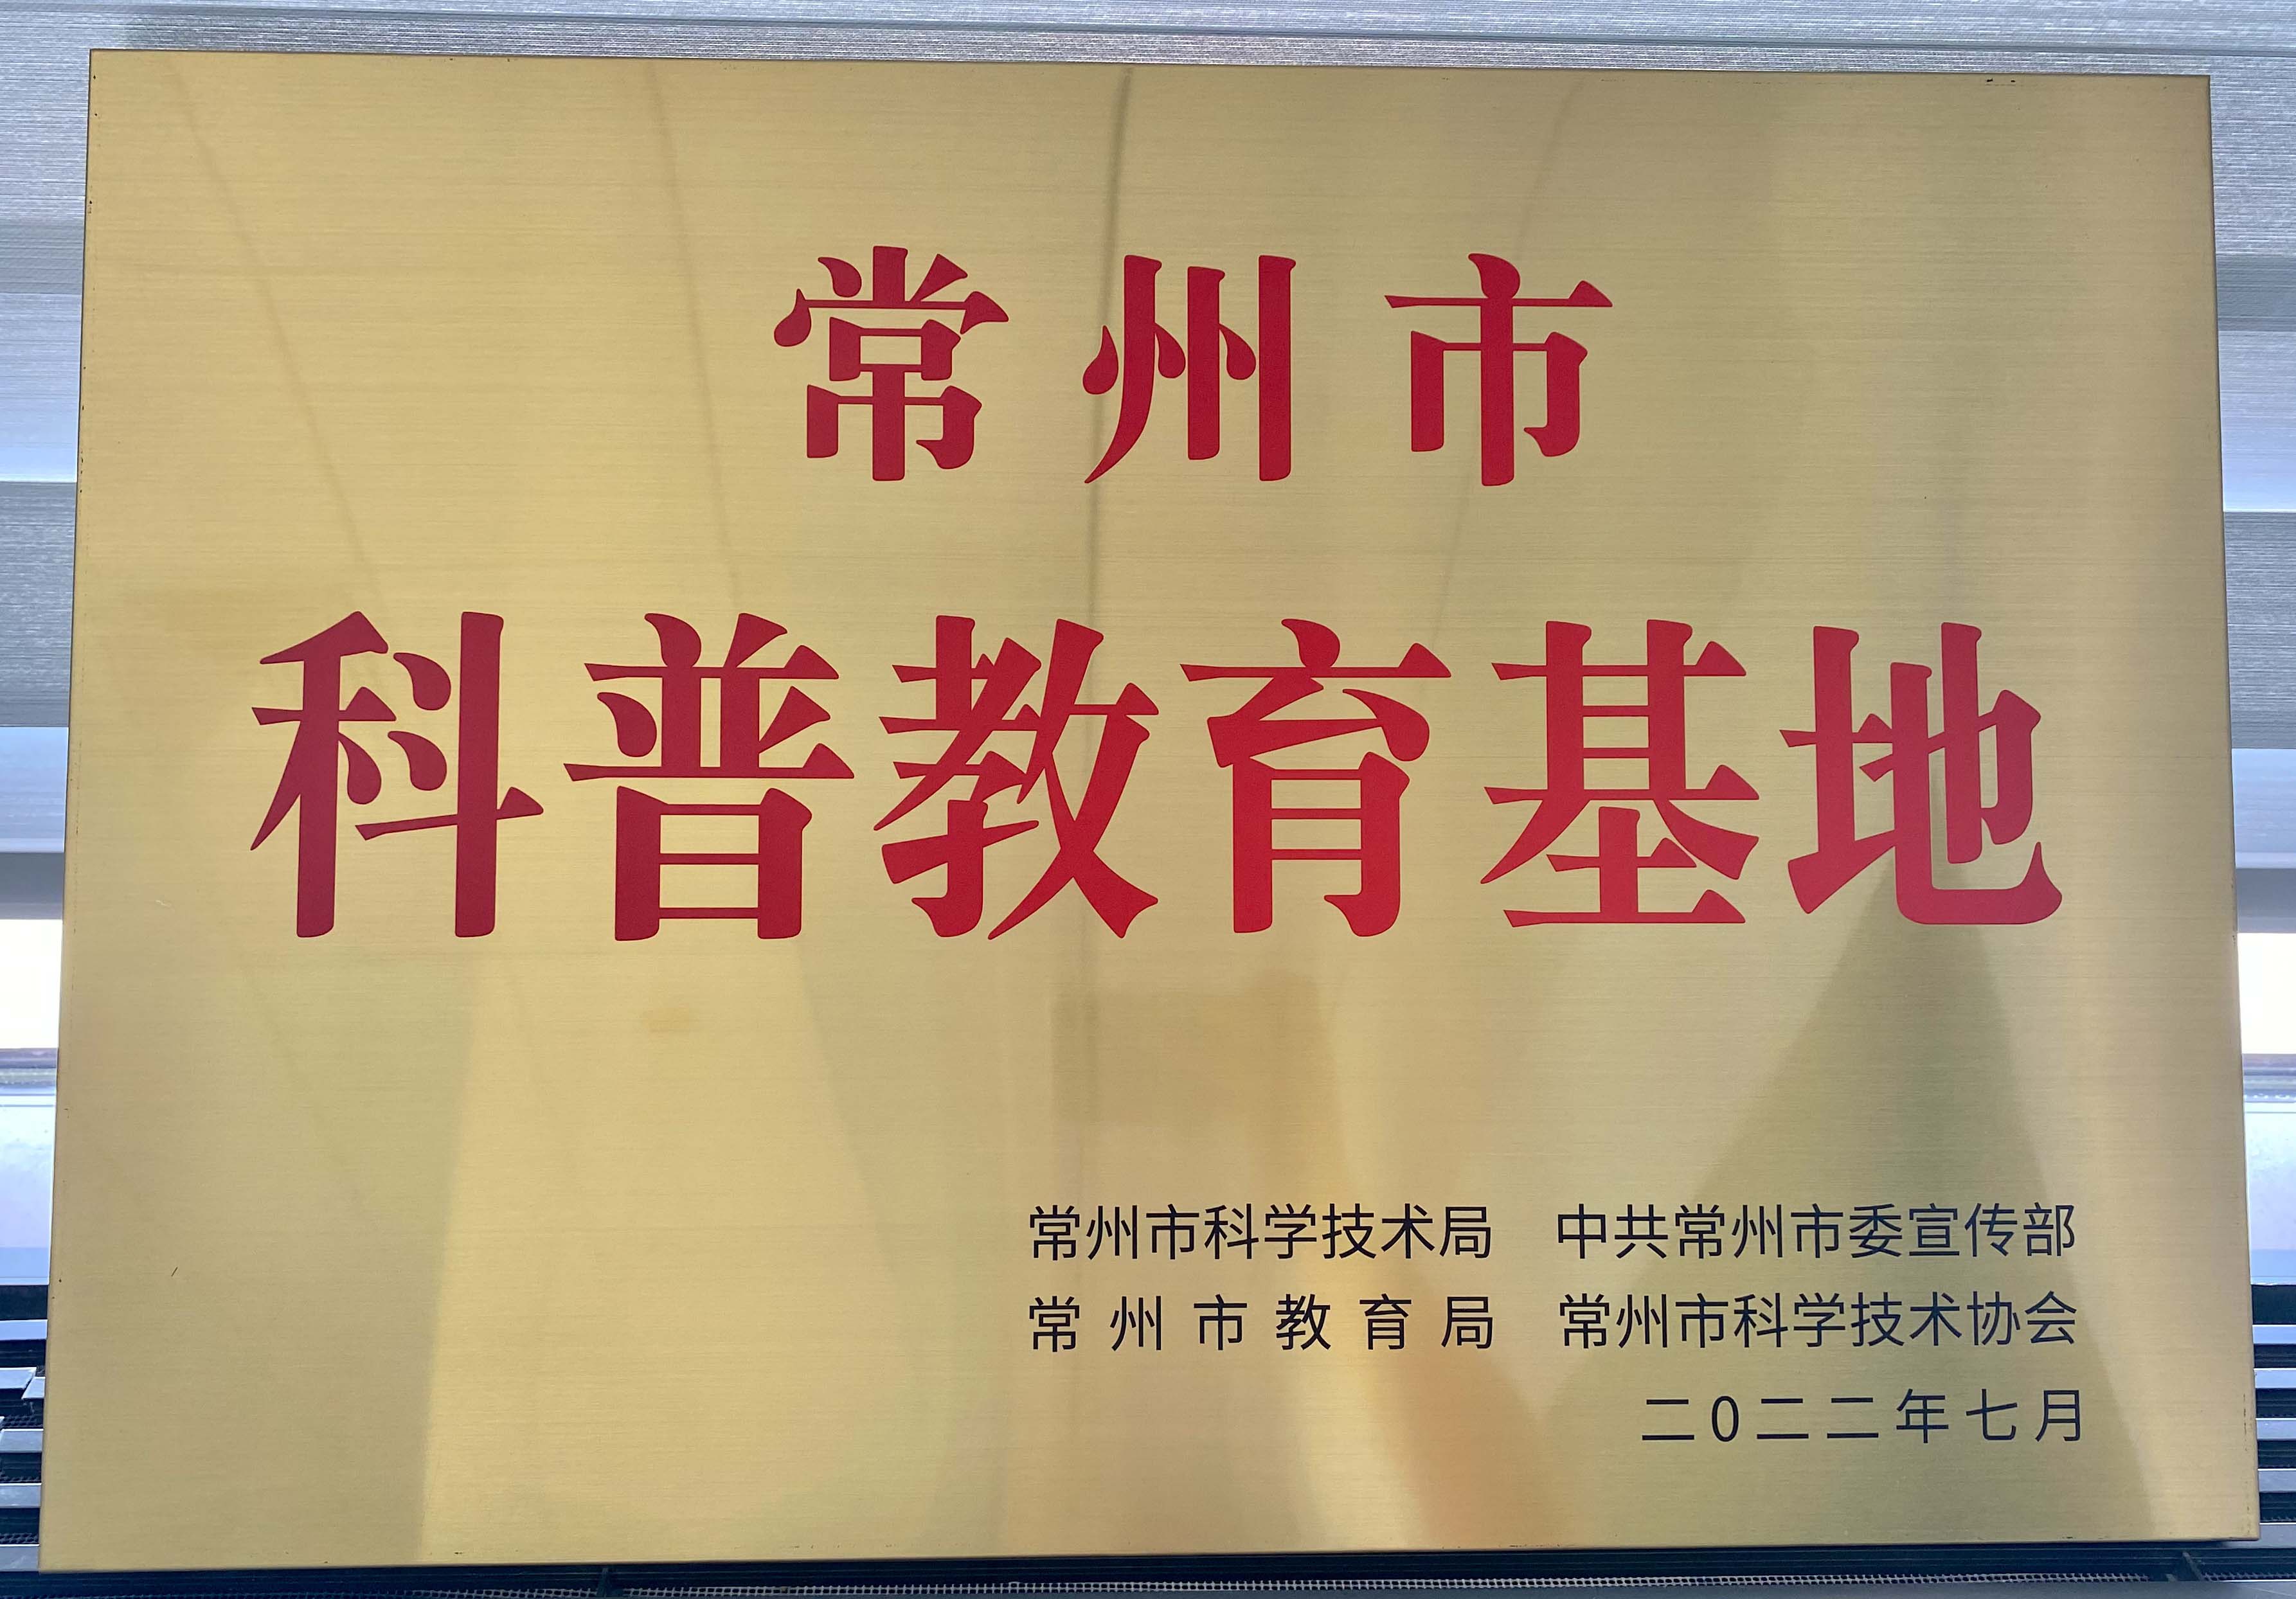 常州市
科普教育基地
常州市科学技术局 中共常州市委宣传部
常州市教育局 常州市科学技术协会
二0二二年七月